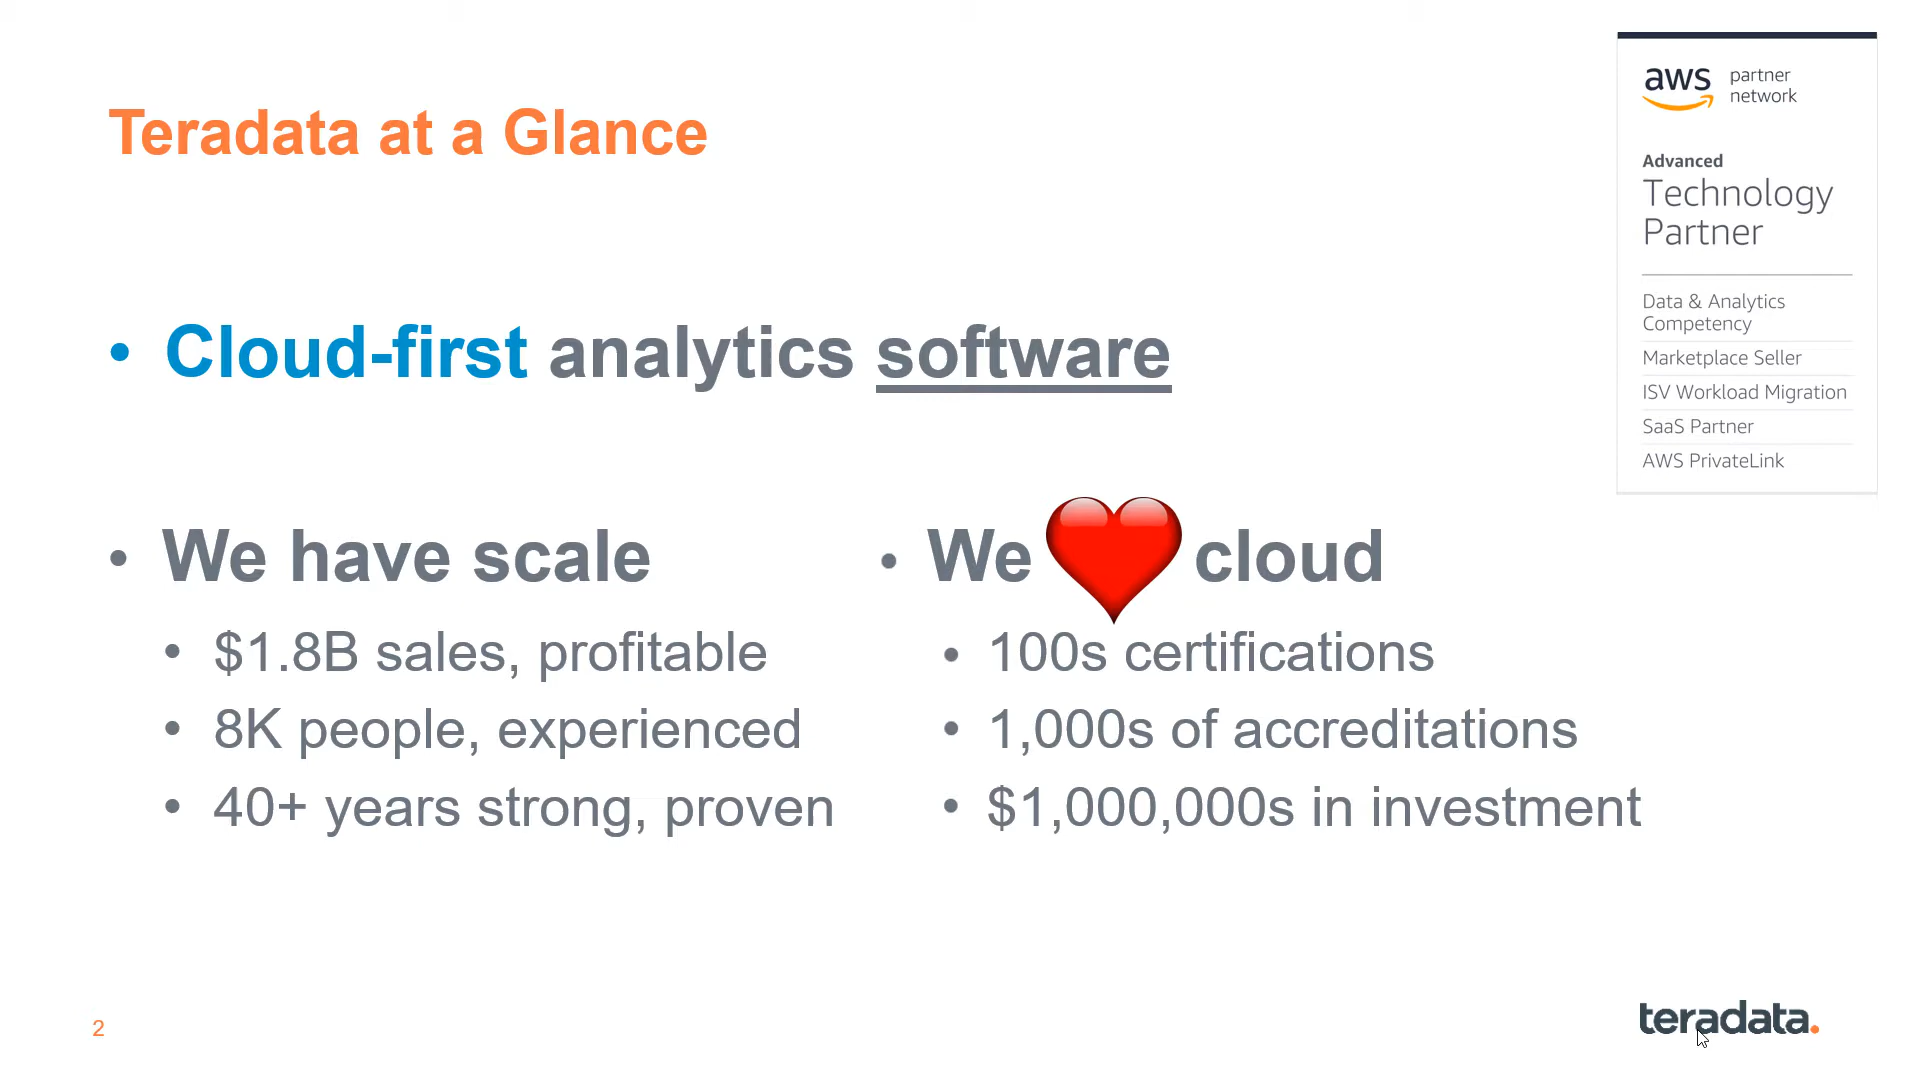 Teradata at a Glance
aws partner network
Advanced
Technology
Partner
Data & Analytics
Competency
Marketplace Seller
ISV Workload Migration
SaaS Partner
AWS PrivateLink
• Cloud-first analytics software
• We have scale
• $1.8B sales, profitable
• 8K people, experienced
• 40+ years strong, proven
• We ❤ cloud
• 100s certifications
• 1,000s of accreditations
• $1,000,000s in investment
2
teradata.